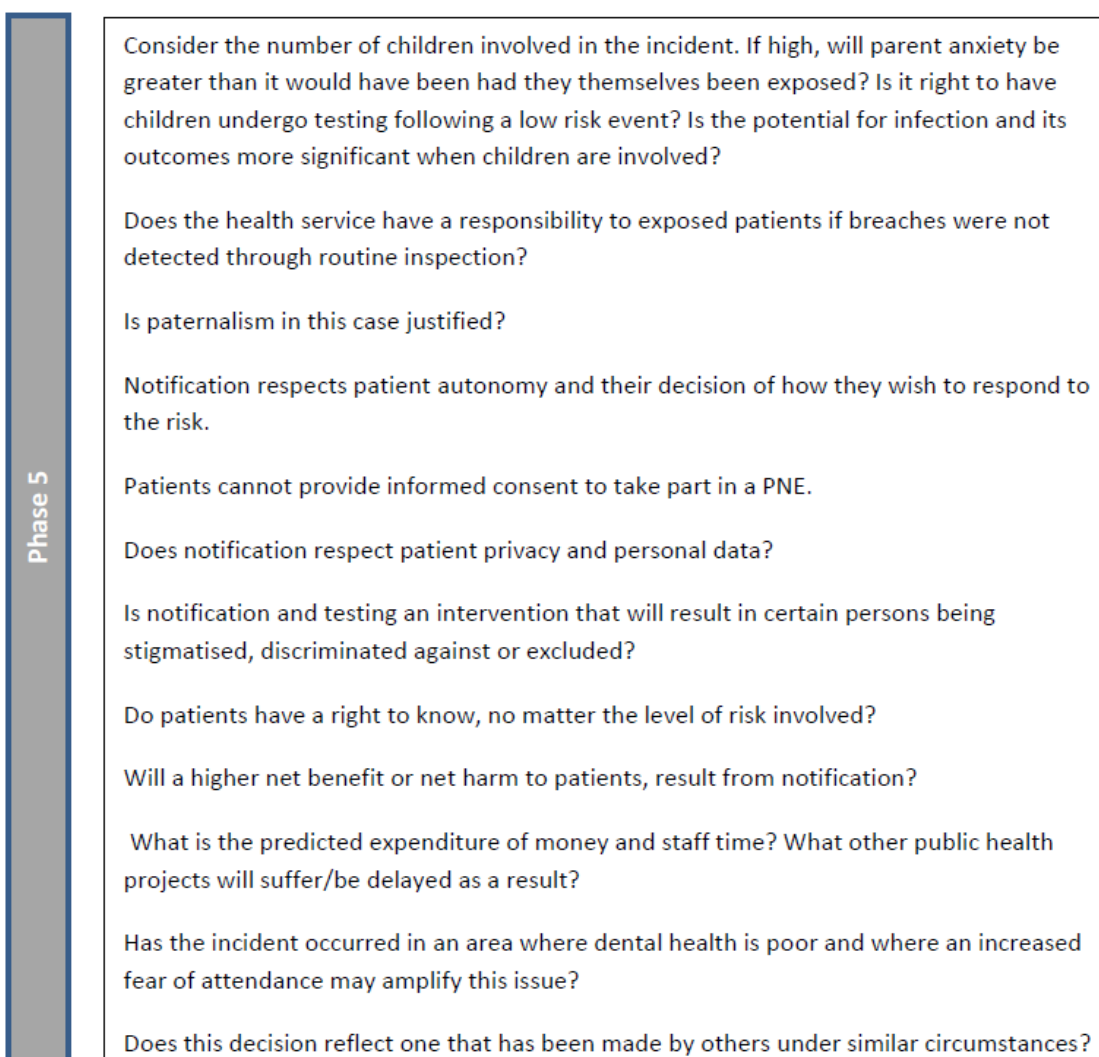 Phase 5
Consider the number of children involved in the incident. If high, will parent anxiety be
greater than it would have been had they themselves been exposed? Is it right to have
children undergo testing following a low risk event? Is the potential for infection and its
outcomes more significant when children are involved?
Does the health service have a responsibility to exposed patients if breaches were not
detected through routine inspection?
Is paternalism in this case justified?
Notification respects patient autonomy and their decision of how they wish to respond to
the risk.
Patients cannot provide informed consent to take part in a PNE.
Does notification respect patient privacy and personal data?
Is notification and testing an intervention that will result in certain persons being
stigmatised, discriminated against or excluded?
Do patients have a right to know, no matter the level of risk involved?
Will a higher net benefit or net harm to patients, result from notification?
What is the predicted expenditure of money and staff time? What other public health
projects will suffer/be delayed as a result?
Has the incident occurred in an area where dental health is poor and where an increased
fear of attendance may amplify this issue?
Does this decision reflect one that has been made by others under similar circumstances?